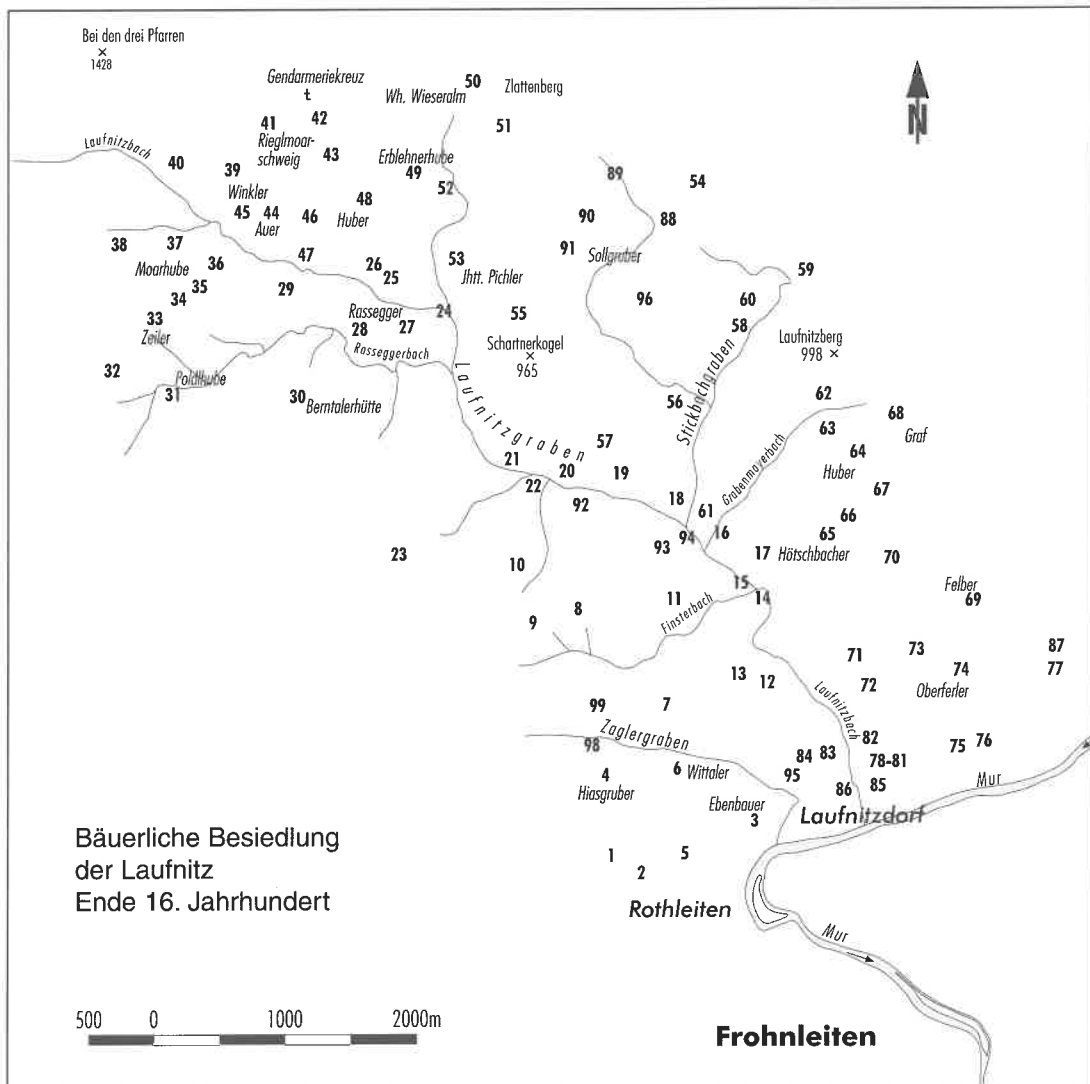 Bei den drei Pfarren
1428
Gendarmeriekreuz
t
50
Zlattenberg
Wh. Wieseralm
N
41
42
51
Laufnitzbach
Rieglmoar-
schweig
43
Erblehnerhube
40
39
49
89
54
52
Winkler
48
45
44
46
Huber
90
88
Auer
38
37
47
91
Sollgruber
53
36
26
25
Jhtt. Pichler
59
Moarhube
35
29
34
96
60
24
Rassegger
55
33
28
27
58
Zeiler
Schartnerkogel
965
Laufnitzberg
998
Rasseggerbach
32
Poldlhube
31
30
Berntalerhütte
Laufnitzgraben
56
Stickbachgraben
62
68
63
Graf
57
64
21
20
19
Grabenmayerbach
Huber
22
67
92
18
61
66
16
65
94
93
17
Hötschbacher
23
10
70
15
Felber
11
14
69
8
Finsterbach
9
71
73
87
13
12
74
77
72
Oberferler
99
7
Laufnitzbach
Zaglergraben
82
76
98
84
83
75
78-81
6
Wittaler
4
95
Mur
86
85
Hiasgruber
Ebenbauer
Laufnitzdorf
3
Bäuerliche Besiedlung
der Laufnitz
Ende 16. Jahrhundert
1
5
2
Rothleiten
Mur
500
0
1000
2000m
Frohnleiten